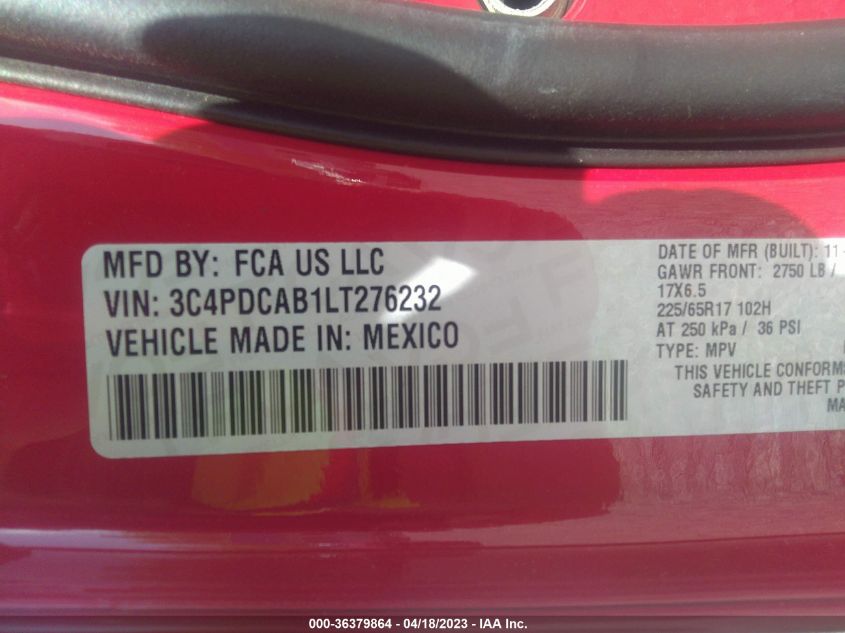 MFD BY: FCA US LLC
VIN: 3C4PDCAB1LT276232
VEHICLE MADE IN: MEXICO
DATE OF MFR (BUILT): 11-
GAWR FRONT: 2750 LB /
17X6.5
225/65R17 102H
AT 250 kPa / 36 PSI
TYPE: MPV
THIS VEHICLE CONFORMS
SAFETY AND THEFT P
MA
000-36379864 - 04/18/2023 - IAA Inc.